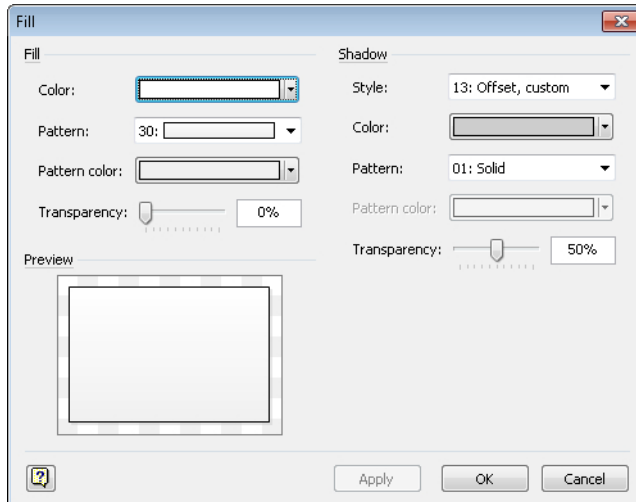 Fill
Fill
Color:
Pattern:
30:
Pattern color:
Transparency:
0%
Preview
Shadow
Style:
13: Offset, custom
Color:
Pattern:
01: Solid
Pattern color:
Transparency:
50%
?
Apply
OK
Cancel